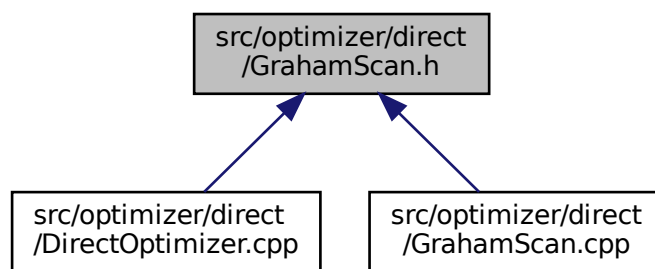 src/optimizer/direct
/GrahamScan.h
src/optimizer/direct
/DirectOptimizer.cpp
src/optimizer/direct
/GrahamScan.cpp